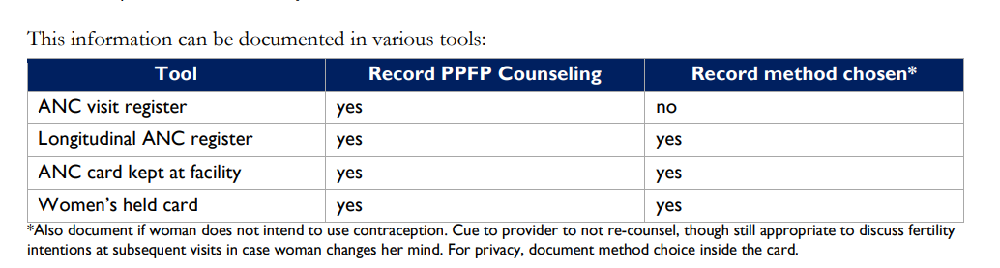 This information can be documented in various tools:
Tool Record PPFP Counseling Record method chosen*
ANC visit register yes no
Longitudinal ANC register yes yes
ANC card kept at facility yes yes
Women’s held card yes yes
*Also document if woman does not intend to use contraception. Cue to provider to not re-counsel, though still appropriate to discuss fertility
intentions at subsequent visits in case woman changes her mind. For privacy, document method choice inside the card.